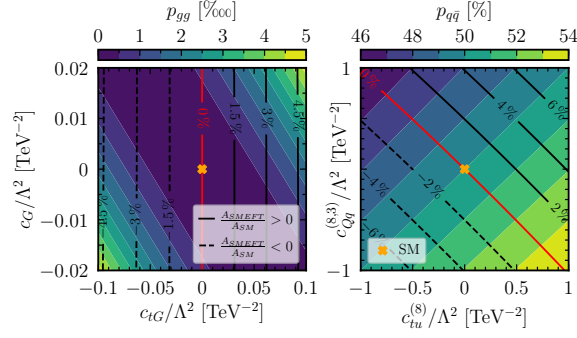 p_gg [‱]
0 1 2 3 4 5
0.02
0.01
0
−0.01
−0.02
c_G/Λ² [TeV⁻²]
−4.5%
−3%
−1.5%
0%
1.5%
3%
4.5%
A_SMEFT/A_SM > 0
A_SMEFT/A_SM < 0
−0.1 −0.05 0 0.05 0.1
c_tG/Λ² [TeV⁻²]
p_qq̄ [%]
46 48 50 52 54
1
0
−1
c_Qq^(8,3)/Λ² [TeV⁻²]
0%
4%
6%
−2%
−4%
2%
SM
−1 −0.5 0 0.5 1
c_tu^(8)/Λ² [TeV⁻²]